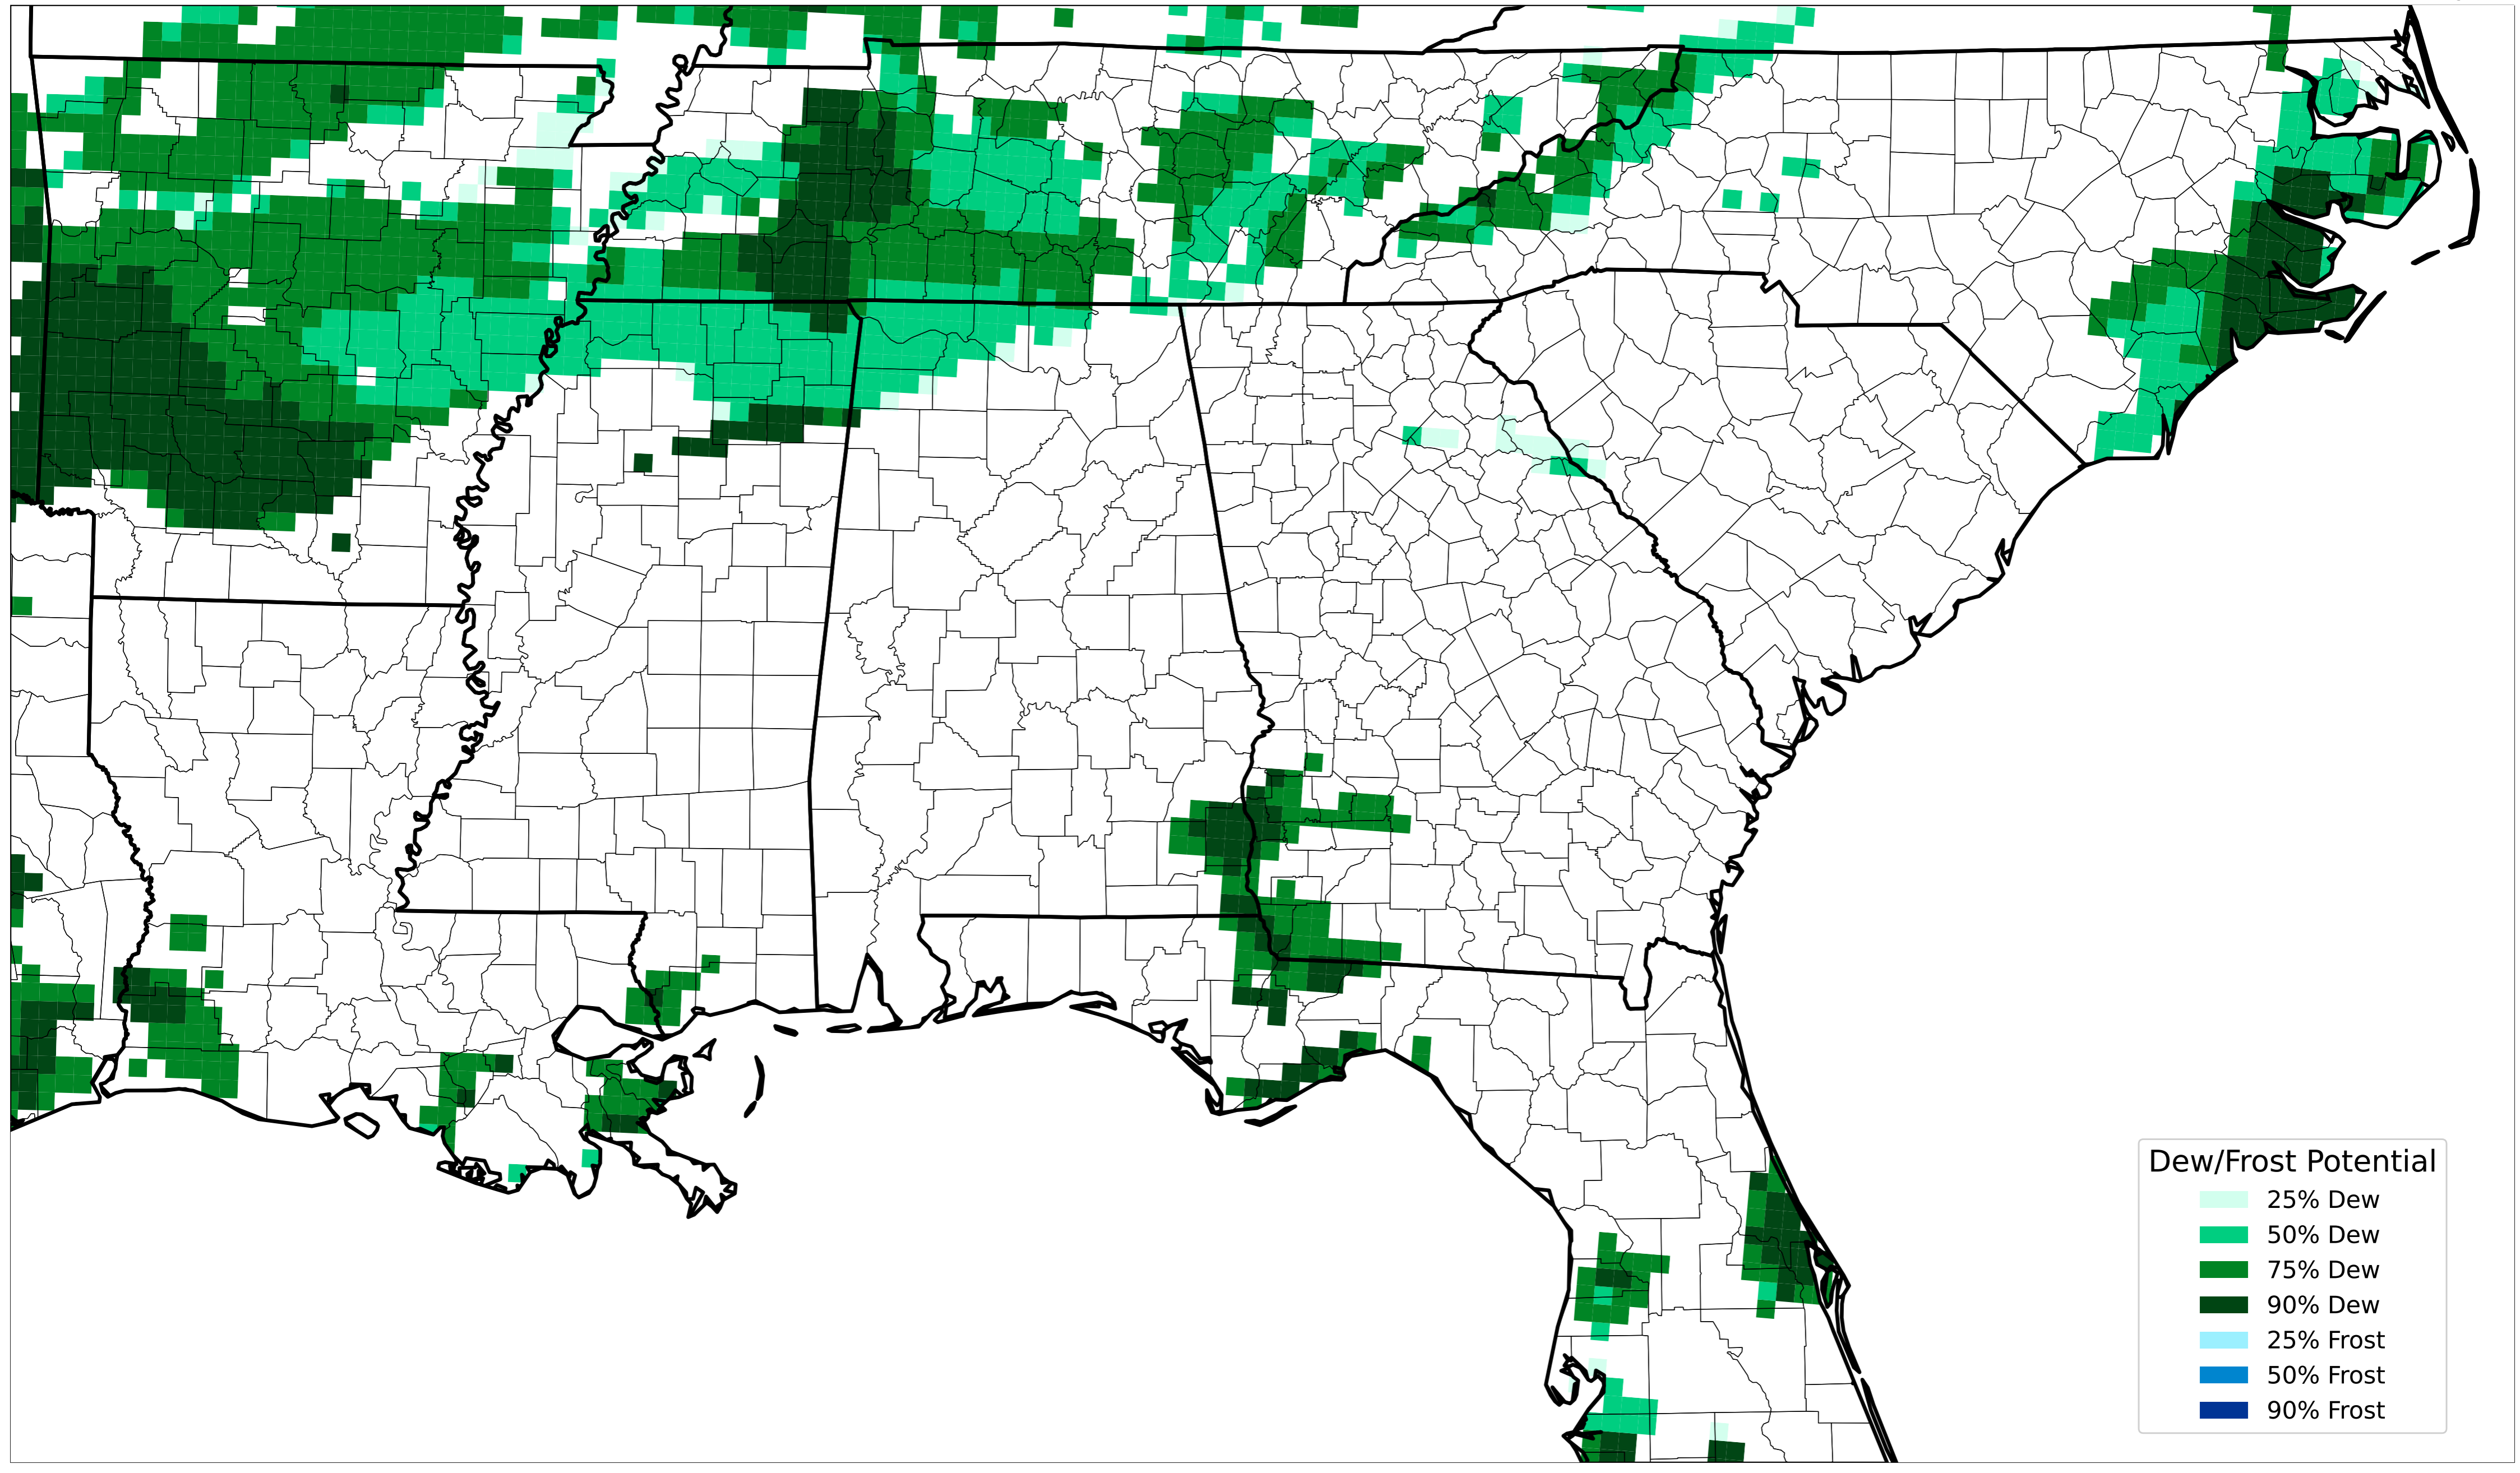 Dew/Frost Potential
25% Dew
50% Dew
75% Dew
90% Dew
25% Frost
50% Frost
90% Frost